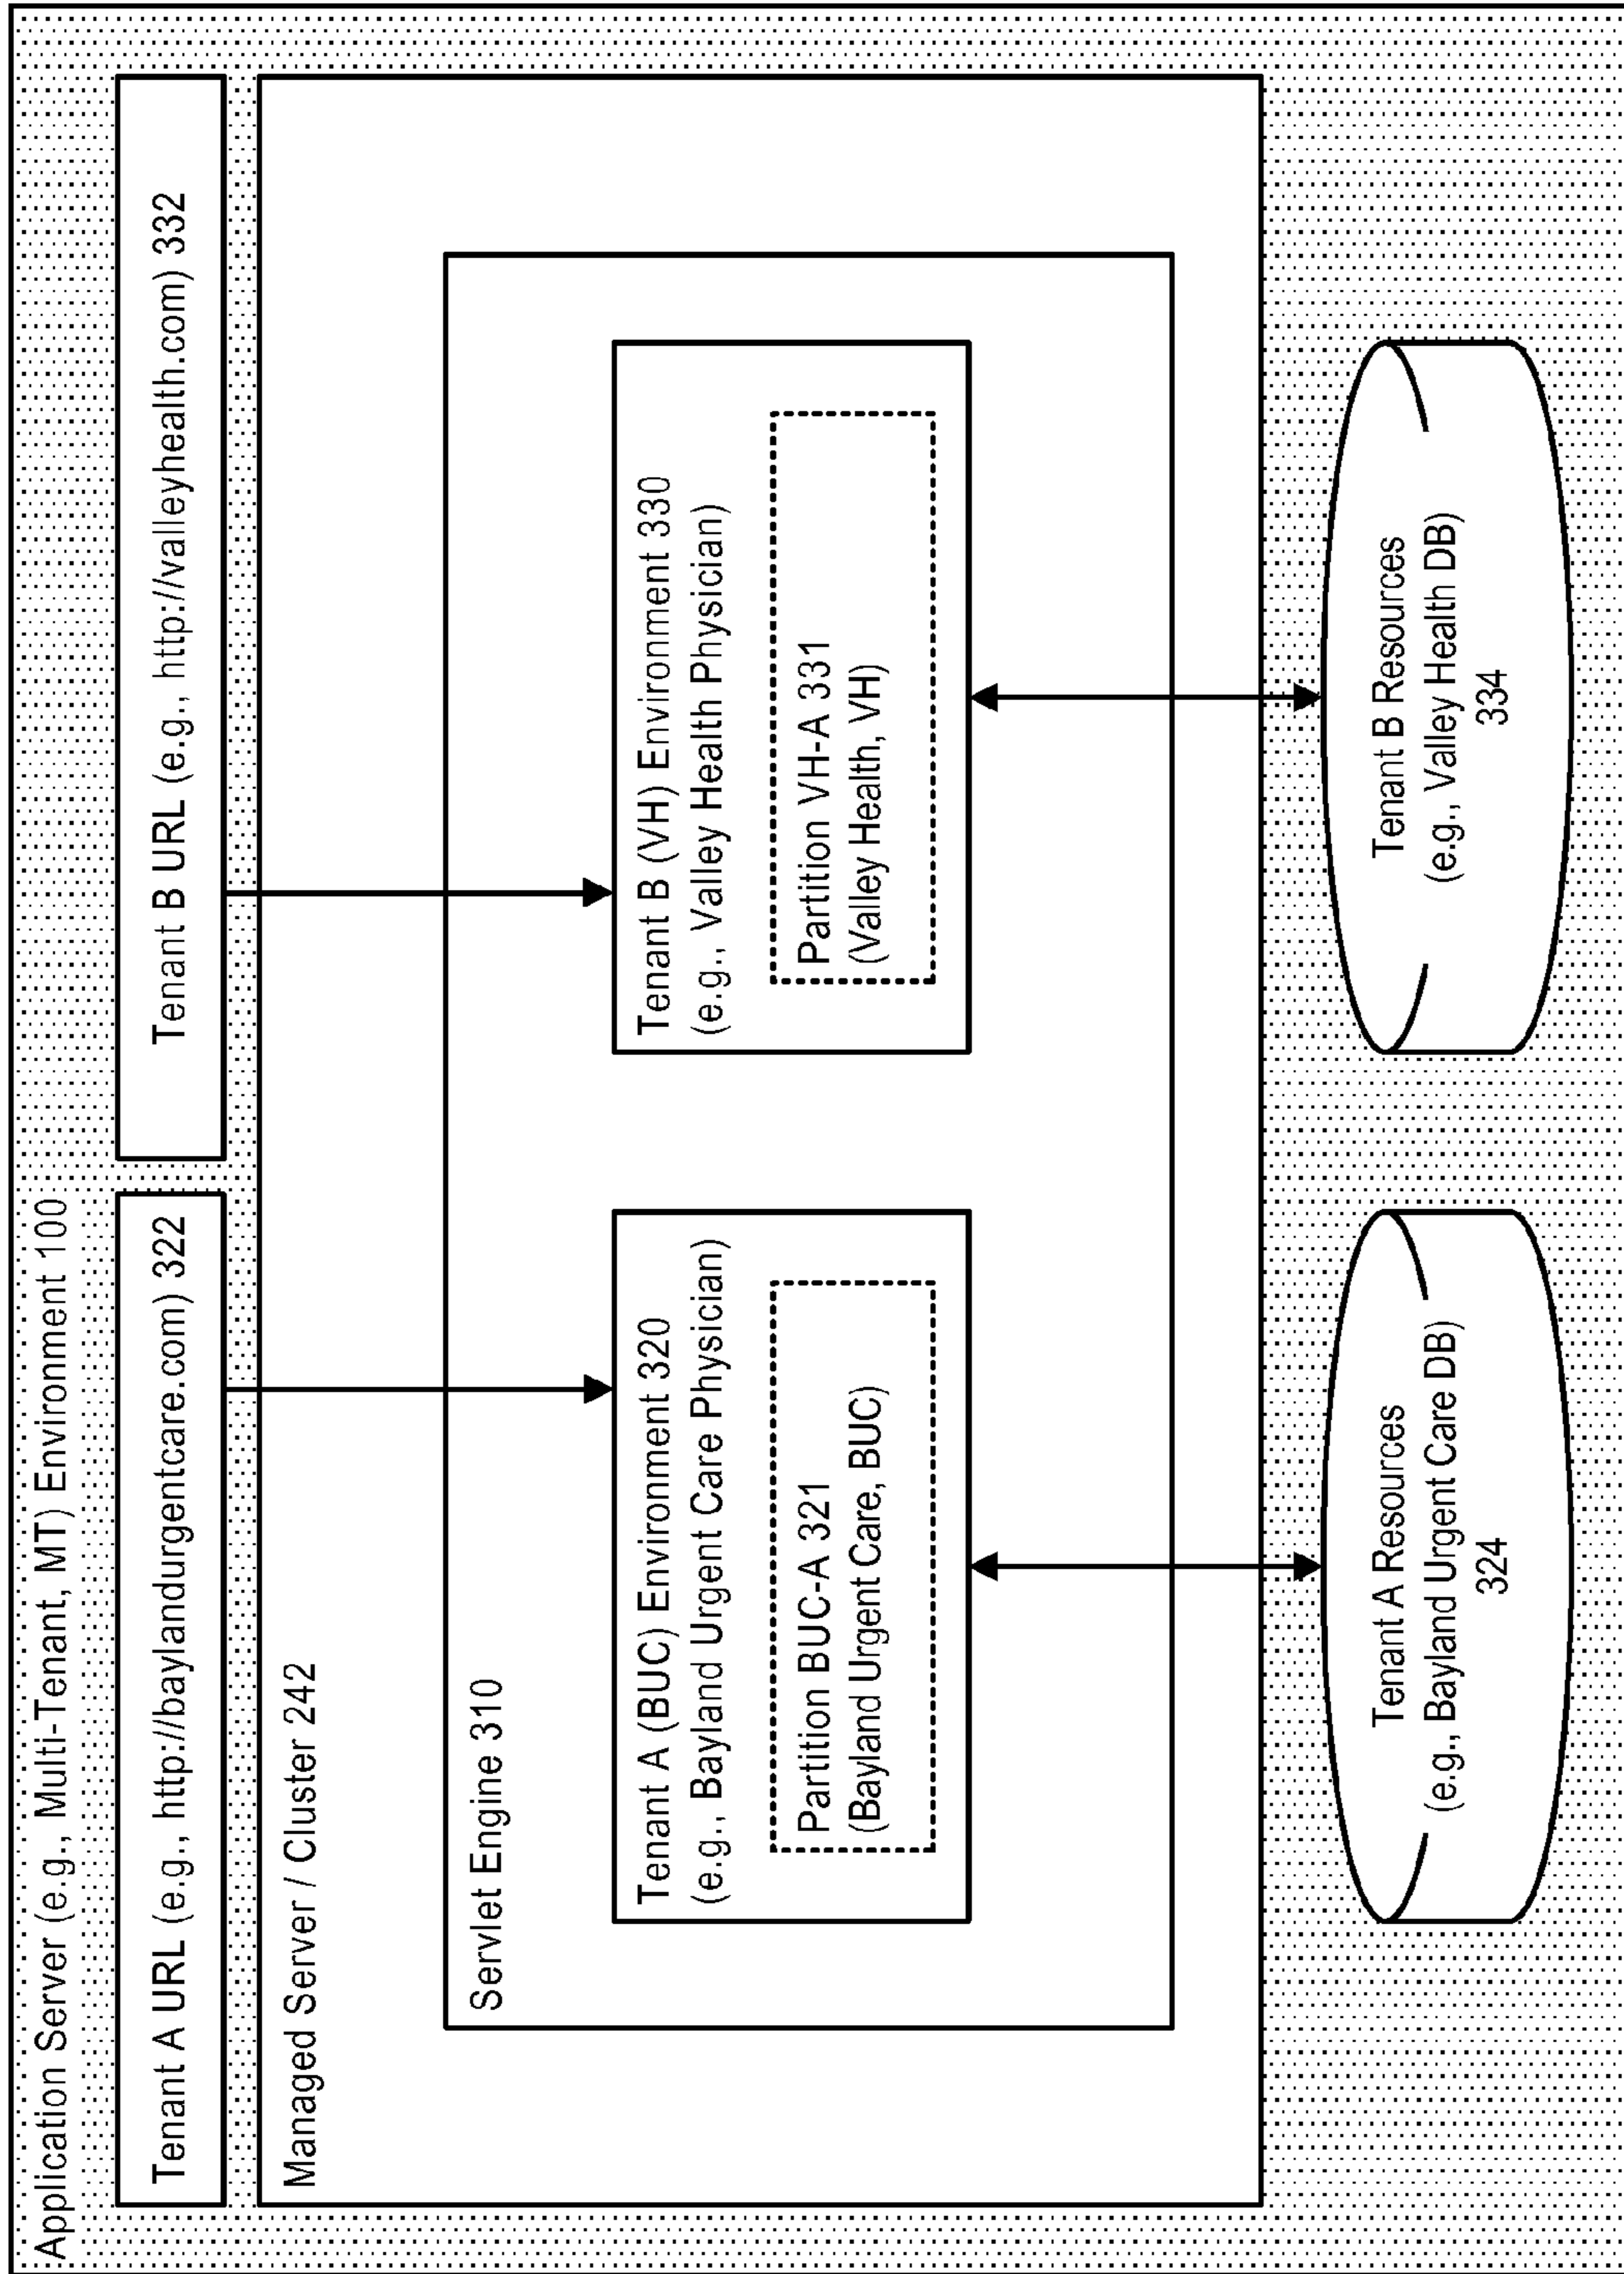 Application Server (e.g., Multi-Tenant, MT) Environment 100
Tenant A URL (e.g., http://baylandurgentcare.com) 322
Tenant B URL (e.g., http://valleyhealth.com) 332
Managed Server / Cluster 242
Servlet Engine 310
Tenant A (BUC) Environment 320
(e.g., Bayland Urgent Care Physician)
Partition BUC-A 321
(Bayland Urgent Care, BUC)
Tenant B (VH) Environment 330
(e.g., Valley Health Physician)
Partition VH-A 331
(Valley Health, VH)
Tenant A Resources
(e.g., Bayland Urgent Care DB)
324
Tenant B Resources
(e.g., Valley Health DB)
334